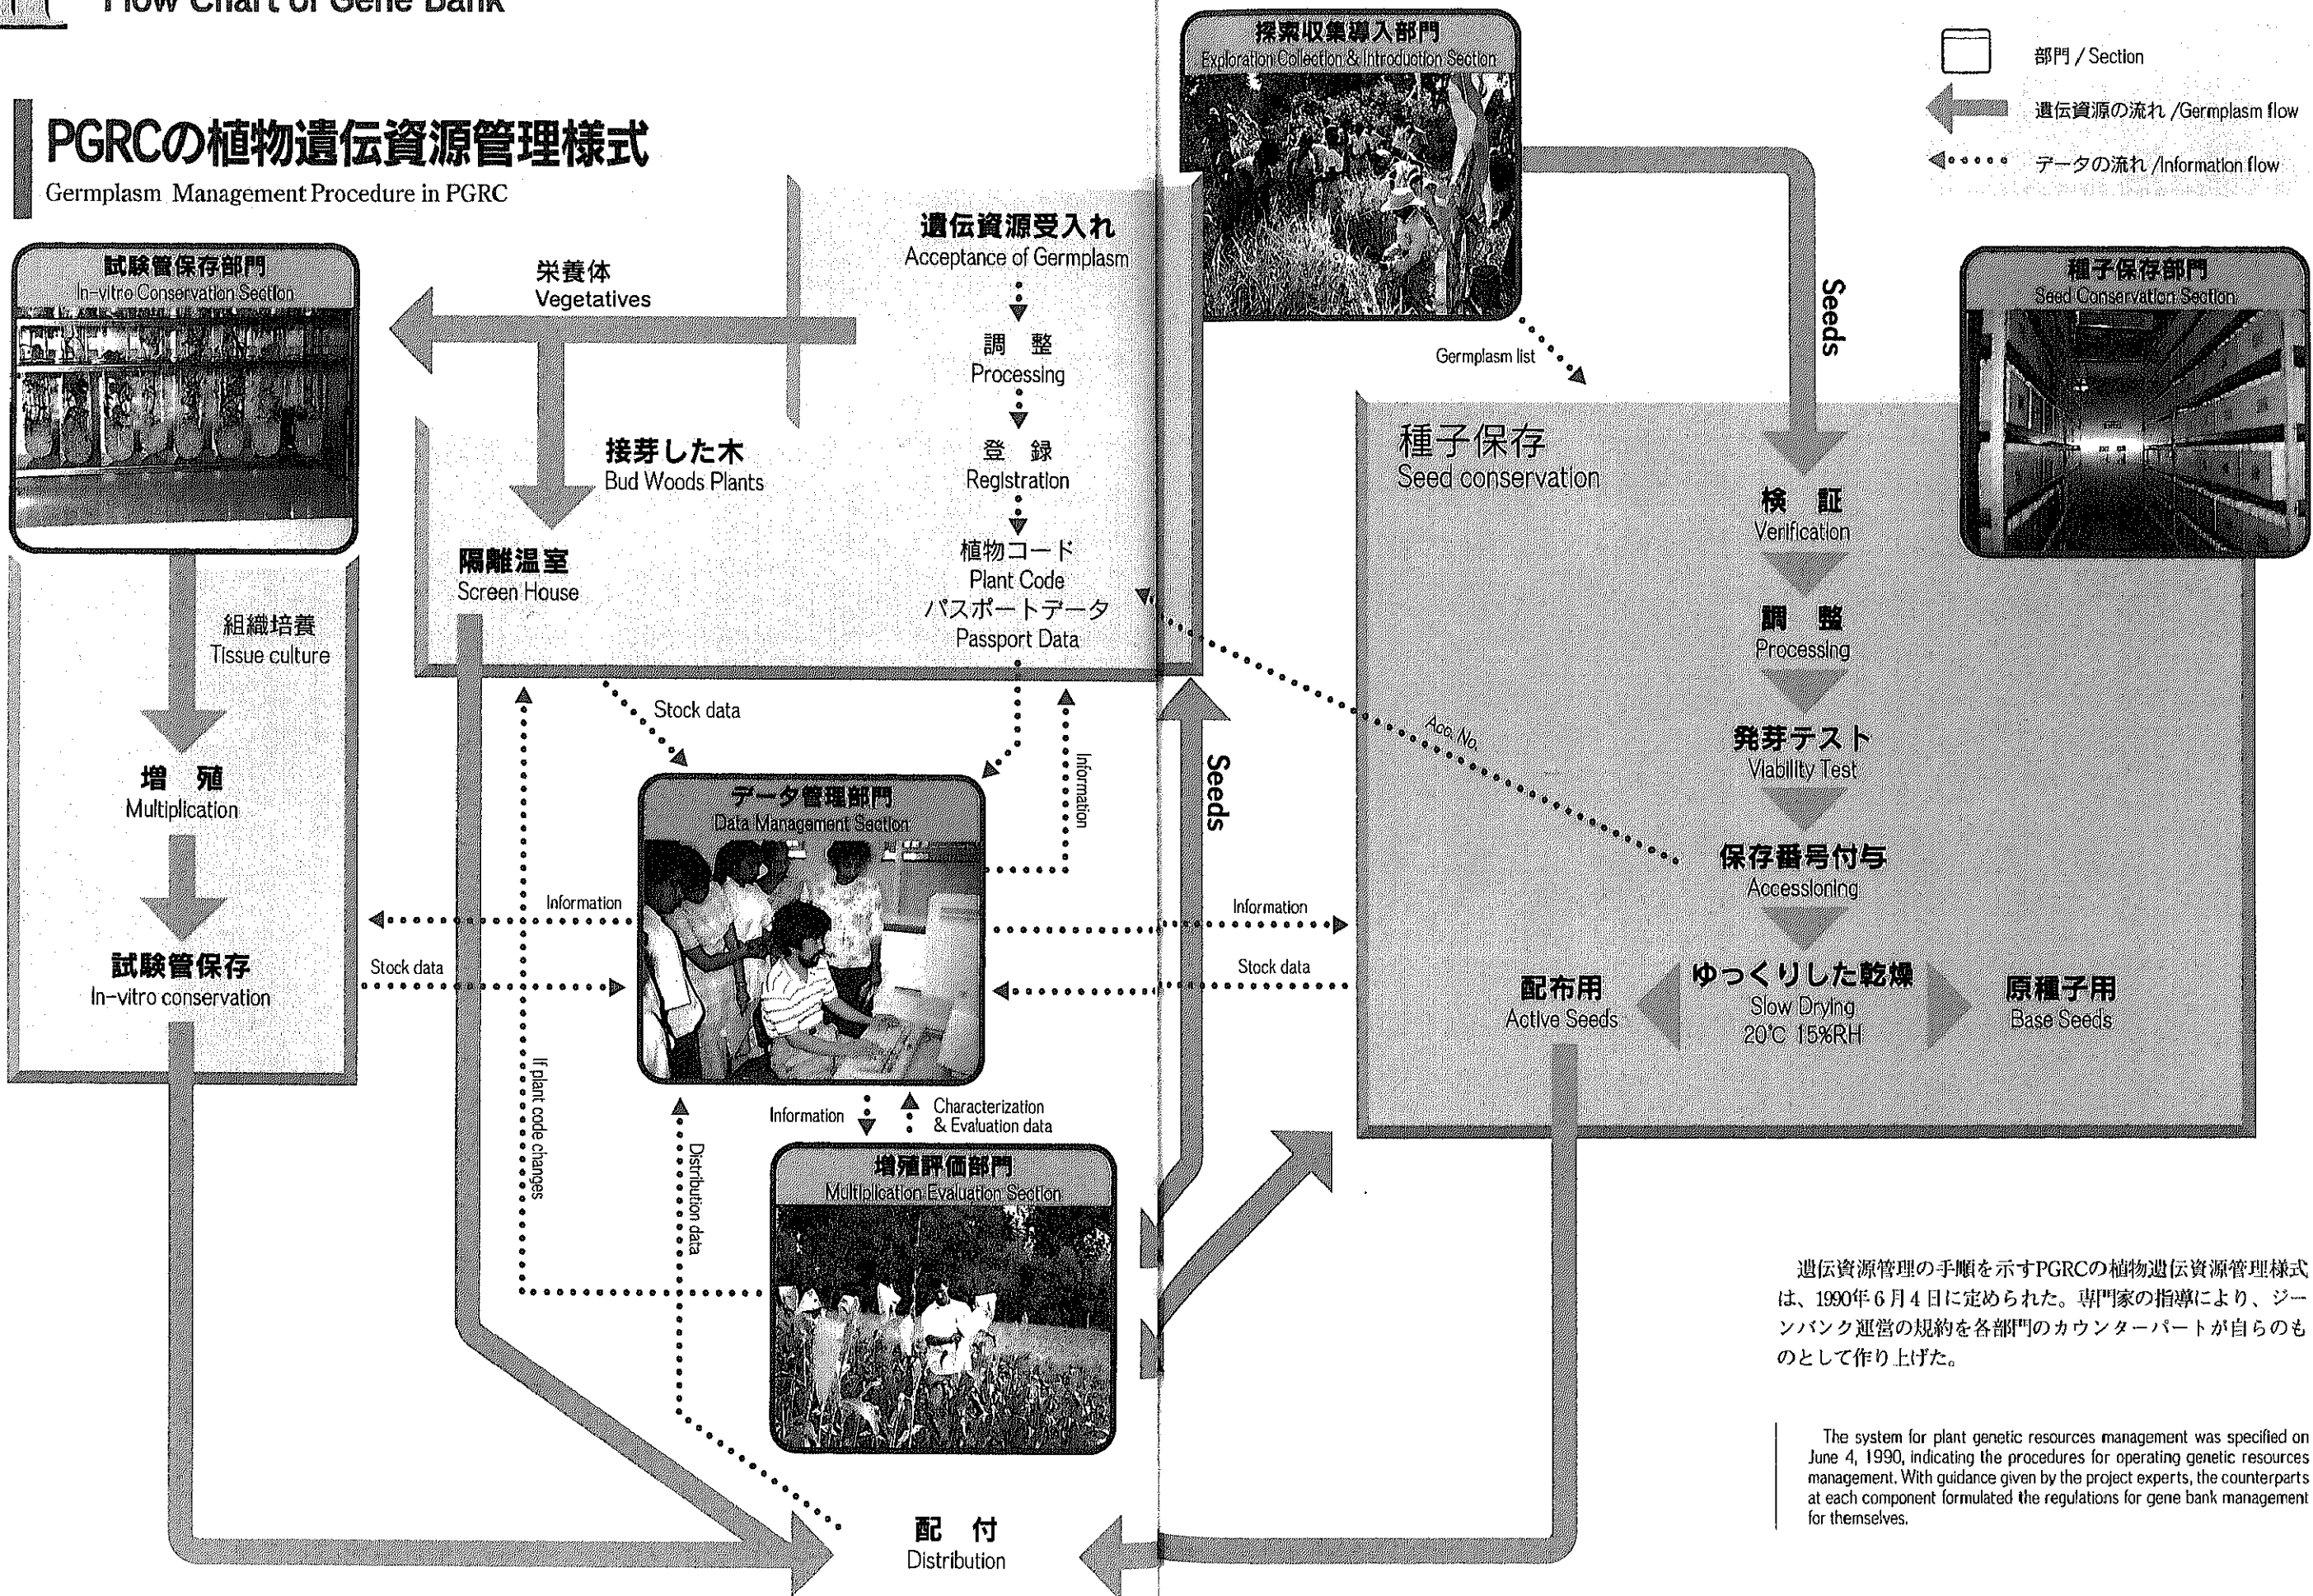 Flow Chart of Gene Bank
PGRCの植物遺伝資源管理様式
Germplasm Management Procedure in PGRC
部門 / Section
遺伝資源の流れ /Germplasm flow
データの流れ /Information flow
探索収集導入部門
Exploration Collection & Introduction Section
試験管保存部門
In-vitro Conservation Section
栄養体
Vegetatives
遺伝資源受入れ
Acceptance of Germplasm
調 整
Processing
登 録
Registration
植物コード
Plant Code
パスポートデータ
Passport Data
接芽した木
Bud Woods Plants
隔離温室
Screen House
組織培養
Tissue culture
増 殖
Multiplication
試験管保存
In-vitro conservation
Germplasm list
Seeds
種子保存部門
Seed Conservation Section
種子保存
Seed conservation
検 証
Verification
調 整
Processing
発芽テスト
Viability Test
保存番号付与
Accessioning
ゆっくりした乾燥
Slow Drying
20℃ 15%RH
配布用
Active Seeds
原種子用
Base Seeds
Acc. No.
Stock data
Information
Seeds
データ管理部門
Data Management Section
Information
Stock data
Information
Stock data
If plant code changes
Distribution data
Information
Characterization
& Evaluation data
増殖評価部門
Multiplication Evaluation Section
配 付
Distribution
遺伝資源管理の手順を示すPGRCの植物遺伝資源管理様式
は、1990年6月4日に定められた。専門家の指導により、ジー
ンバンク運営の規約を各部門のカウンターパートが自らのも
のとして作り上げた。
The system for plant genetic resources management was specified on
June 4, 1990, indicating the procedures for operating genetic resources
management. With guidance given by the project experts, the counterparts
at each component formulated the regulations for gene bank management
for themselves.